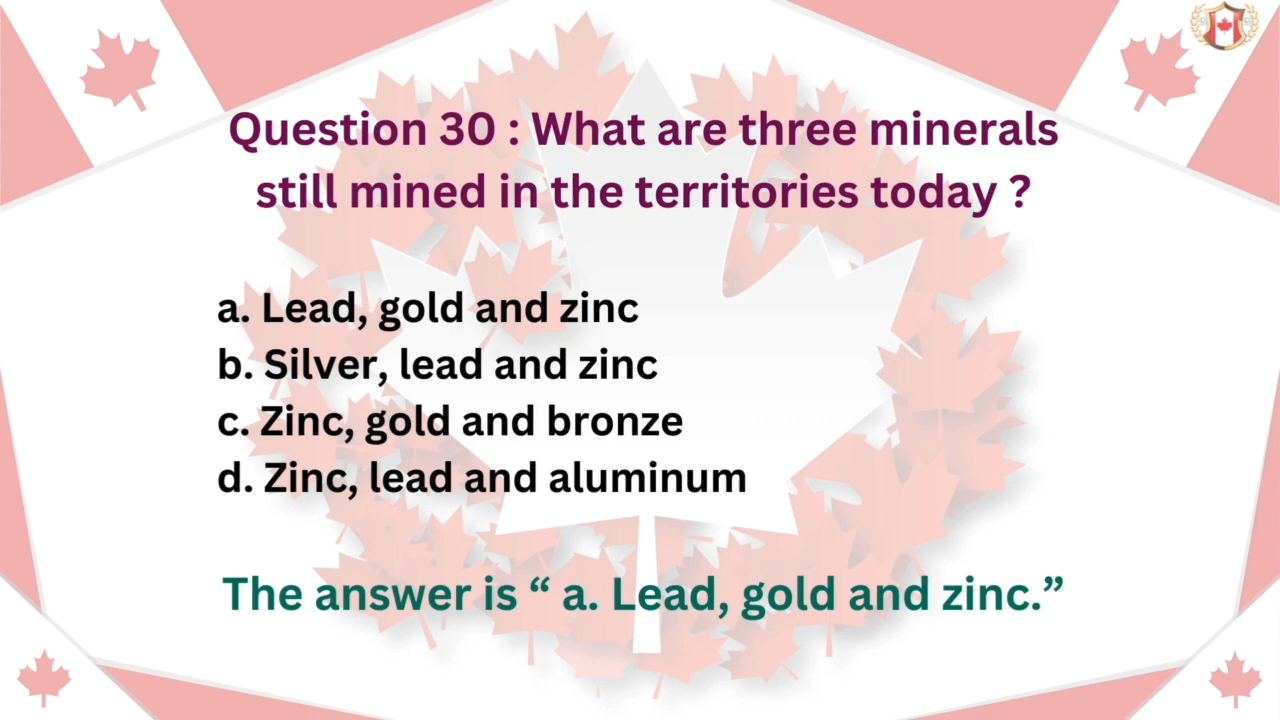 Question 30 : What are three minerals
still mined in the territories today ?
a. Lead, gold and zinc
b. Silver, lead and zinc
c. Zinc, gold and bronze
d. Zinc, lead and aluminum
The answer is “ a. Lead, gold and zinc.”